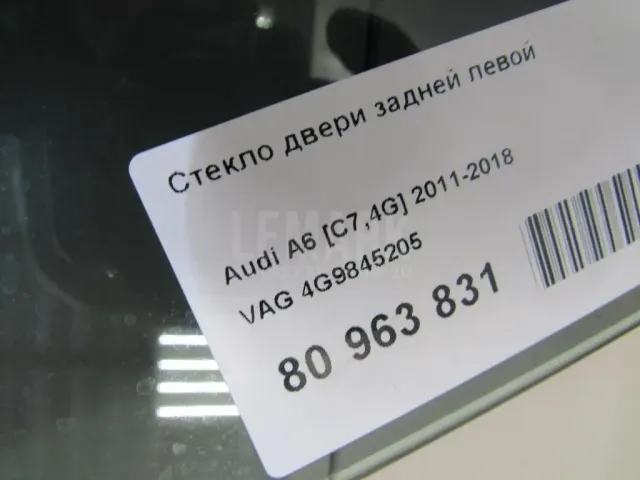 Стекло двери задней левой
Audi A6 [C7,4G] 2011-2018
VAG 4G9845205
80 963 831